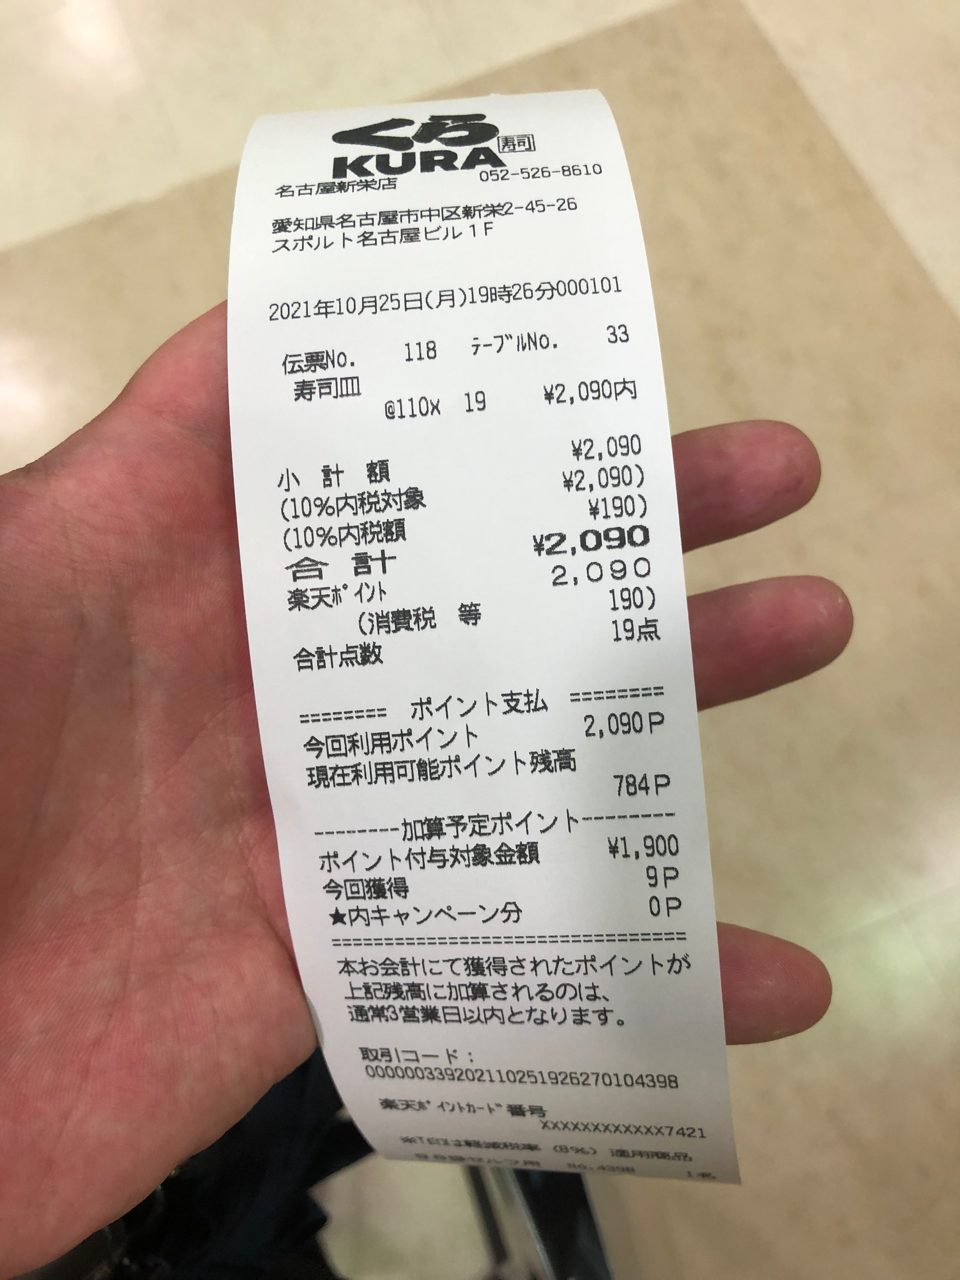 くら
寿司
KURA
名古屋新栄店 052-526-8610
愛知県名古屋市中区新栄2-45-26
スポルト名古屋ビル1F
2021年10月25日(月)19時26分000101
伝票No. 118 ﾃｰﾌﾞﾙNo. 33
寿司皿
@110x 19 ¥2,090内
小 計 額 ¥2,090
(10%内税対象 ¥2,090)
(10%内税額 ¥190)
合 計 ¥2,090
楽天ﾎﾟｲﾝﾄ 2,090
(消費税 等 190)
合計点数 19点
======== ポイント支払 ========
今回利用ポイント 2,090P
現在利用可能ポイント残高
784P
--------加算予定ポイント--------
ポイント付与対象金額 ¥1,900
今回獲得 9P
★内キャンペーン分 0P
================================
本お会計にて獲得されたポイントが
上記残高に加算されるのは、
通常3営業日以内となります。
取引コード:
0000003392021102519262701043​98
楽天ﾎﾟｲﾝﾄｶｰﾄﾞ番号
XXXXXXXXXXXX7421
(8%) 適用商品
No.4398 1名